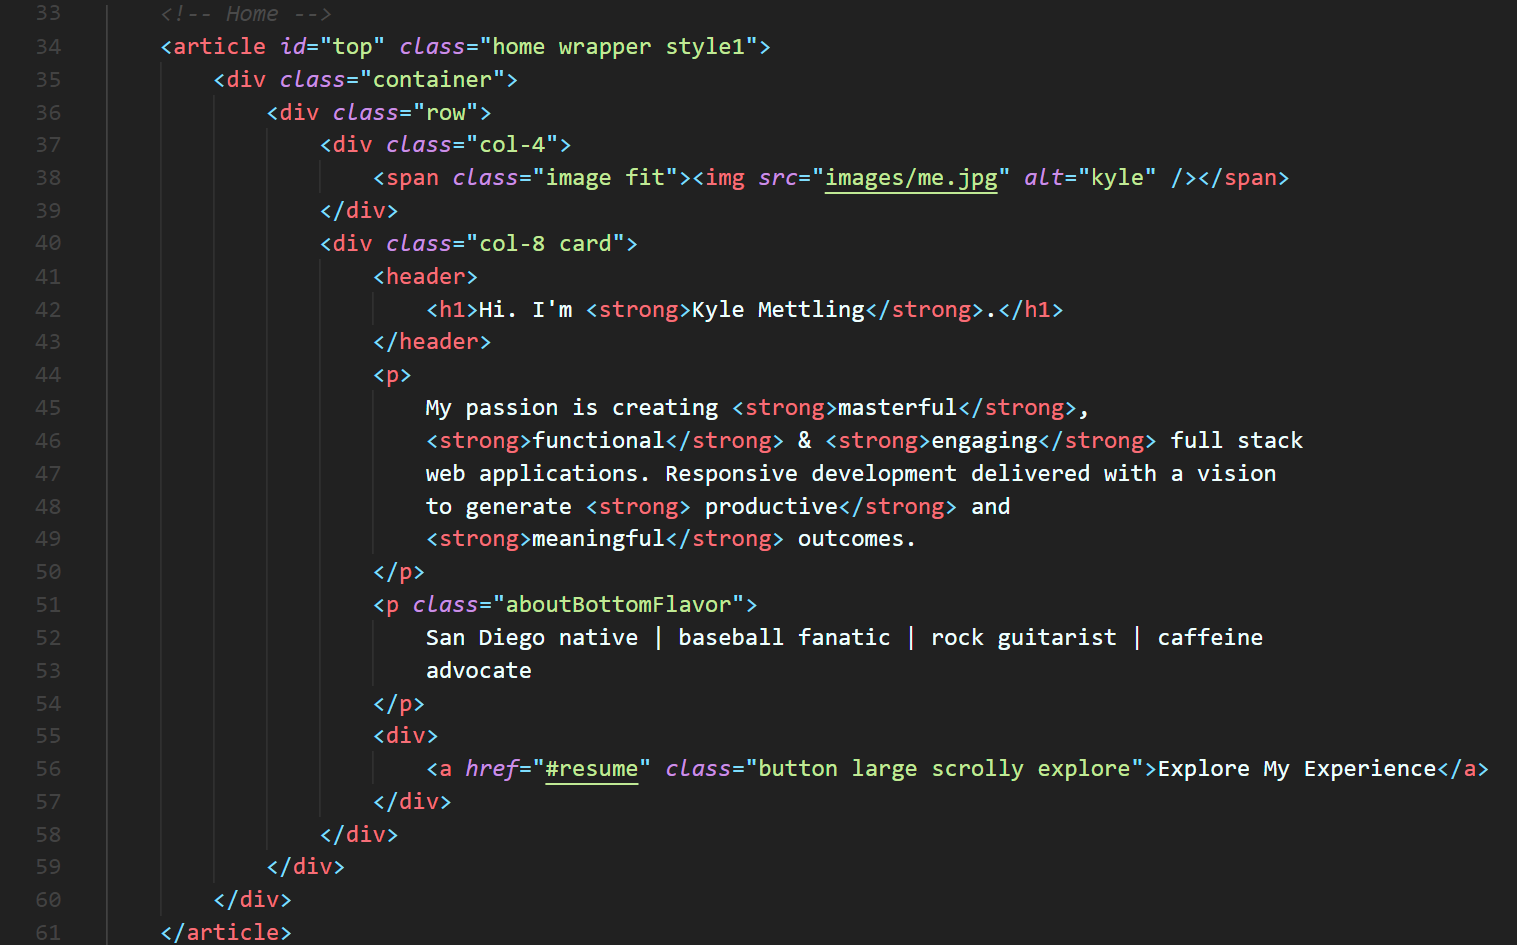 33 <!-- Home -->
34 <article id="top" class="home wrapper style1">
35 <div class="container">
36 <div class="row">
37 <div class="col-4">
38 <span class="image fit"><img src="images/me.jpg" alt="kyle" /></span>
39 </div>
40 <div class="col-8 card">
41 <header>
42 <h1>Hi. I'm <strong>Kyle Mettling</strong>.</h1>
43 </header>
44 <p>
45 My passion is creating <strong>masterful</strong>,
46 <strong>functional</strong> & <strong>engaging</strong> full stack
47 web applications. Responsive development delivered with a vision
48 to generate <strong> productive</strong> and
49 <strong>meaningful</strong> outcomes.
50 </p>
51 <p class="aboutBottomFlavor">
52 San Diego native | baseball fanatic | rock guitarist | caffeine
53 advocate
54 </p>
55 <div>
56 <a href="#resume" class="button large scrolly explore">Explore My Experience</a>
57 </div>
58 </div>
59 </div>
60 </div>
61 </article>